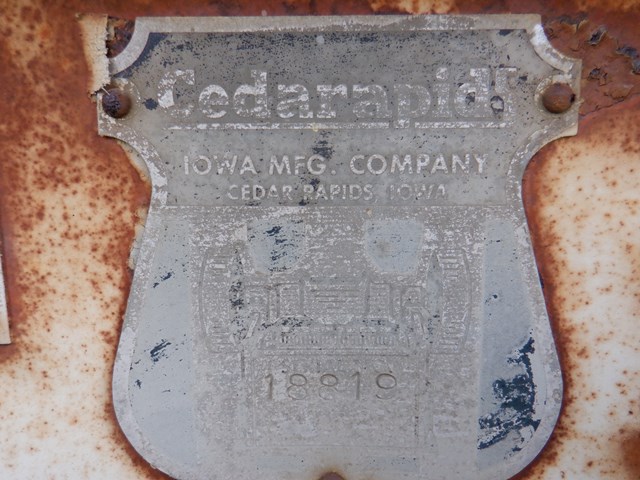 Cedarapids
IOWA MFG. COMPANY
CEDAR RAPIDS, IOWA
18819